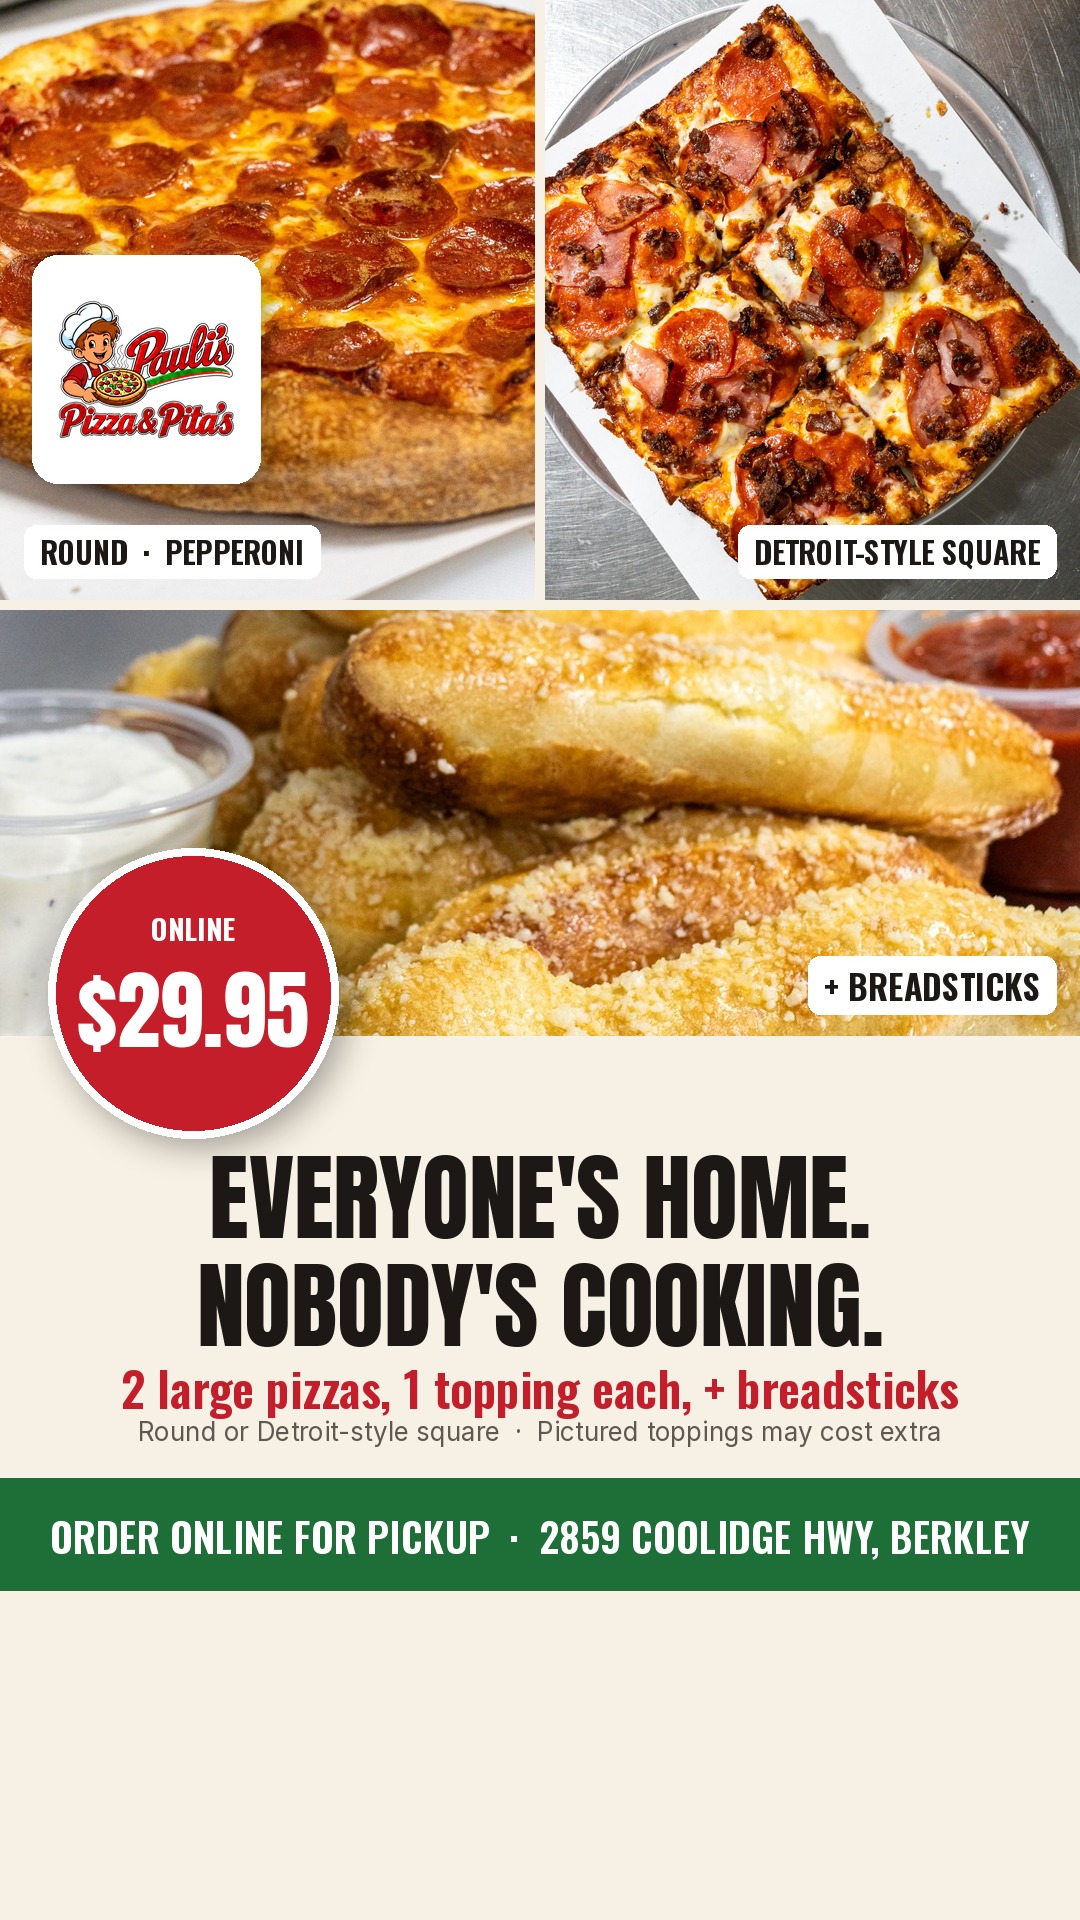 Pauli's
Pizza & Pita's
ROUND · PEPPERONI
DETROIT-STYLE SQUARE
ONLINE
$29.95
+ BREADSTICKS
EVERYONE'S HOME.
NOBODY'S COOKING.
2 large pizzas, 1 topping each, + breadsticks
Round or Detroit-style square · Pictured toppings may cost extra
ORDER ONLINE FOR PICKUP · 2859 COOLIDGE HWY, BERKLEY